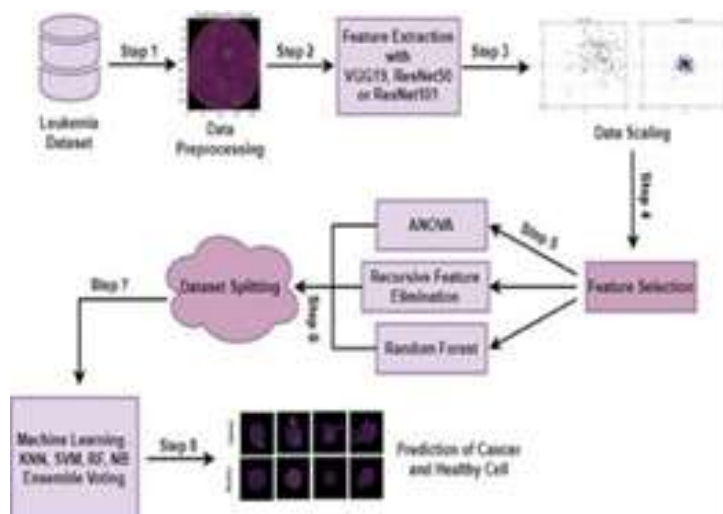 Step 1
Step 2
Feature Extraction
with
VGG19, ResNet50
or ResNet101
Step 3
Leukemia
Dataset
Data
Preprocessing
Data Scaling
Step 4
ANOVA
Step 5
Step 7
Dataset Splitting
Recursive Feature
Elimination
Feature Selection
Step 6
Random Forest
Machine Learning
KNN, SVM, RF, NB
Ensemble Voting
Step 8
Prediction of Cancer
and Healthy Cell